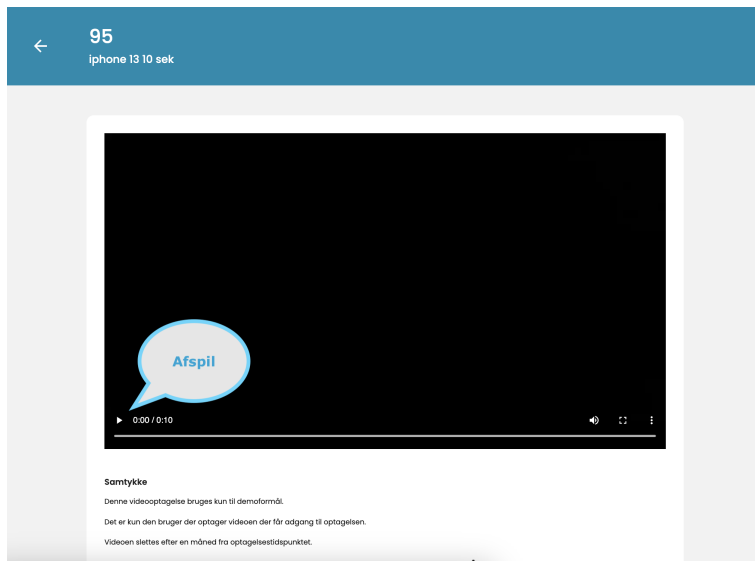 95
iphone 13 10 sek
Afspil
0:00 / 0:10
Samtykke
Denne videooptagelse bruges kun til demoformål.
Det er kun den bruger der optager videoen der får adgang til optagelsen.
Videoen slettes efter en måned fra optagelsestidspunktet.